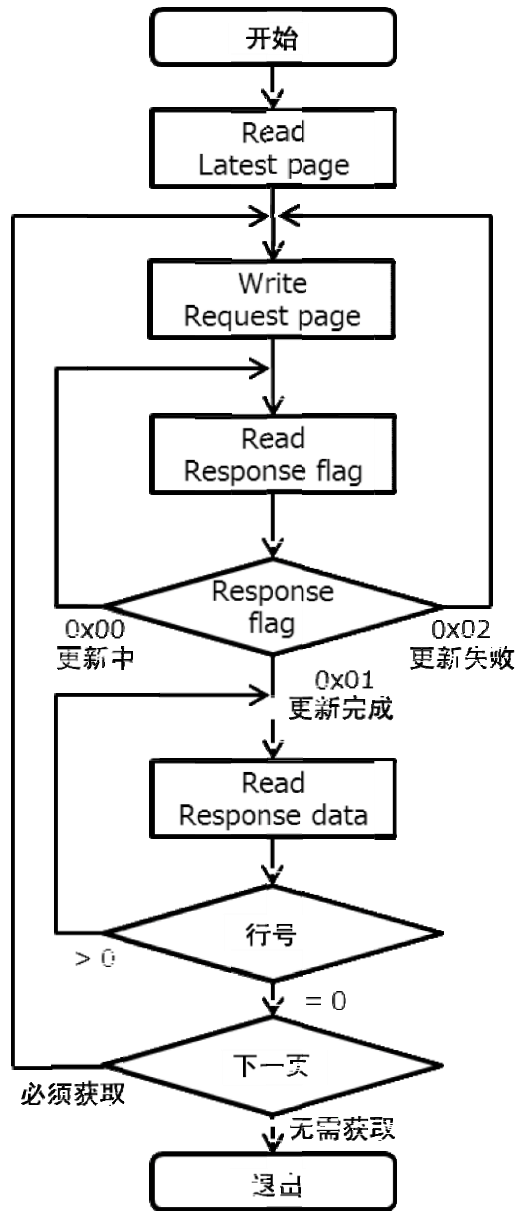 开始
Read
Latest page
Write
Request page
Read
Response flag
Response
flag
0x00
更新中
0x02
更新失败
0x01
更新完成
Read
Response data
行号
> 0
= 0
下一页
必须获取
无需获取
退出